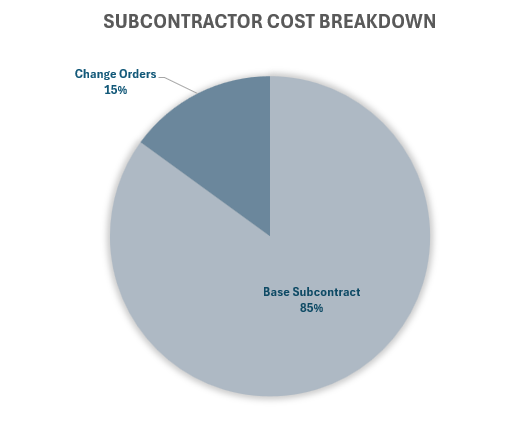 SUBCONTRACTOR COST BREAKDOWN
Change Orders
15%
Base Subcontract
85%